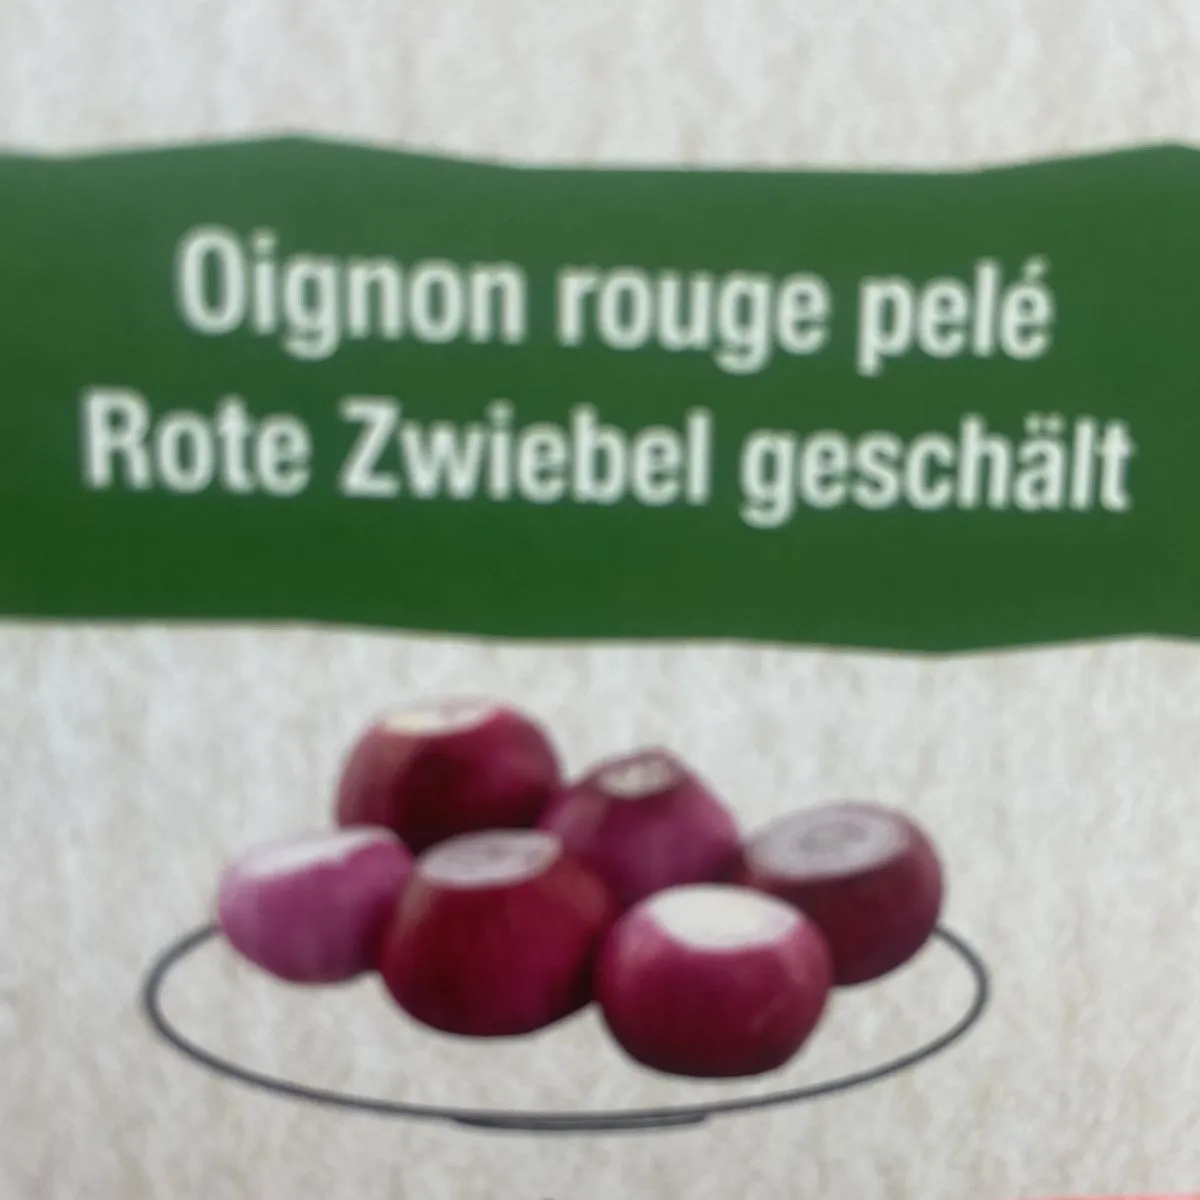 Oignon rouge pelé
Rote Zwiebel geschält